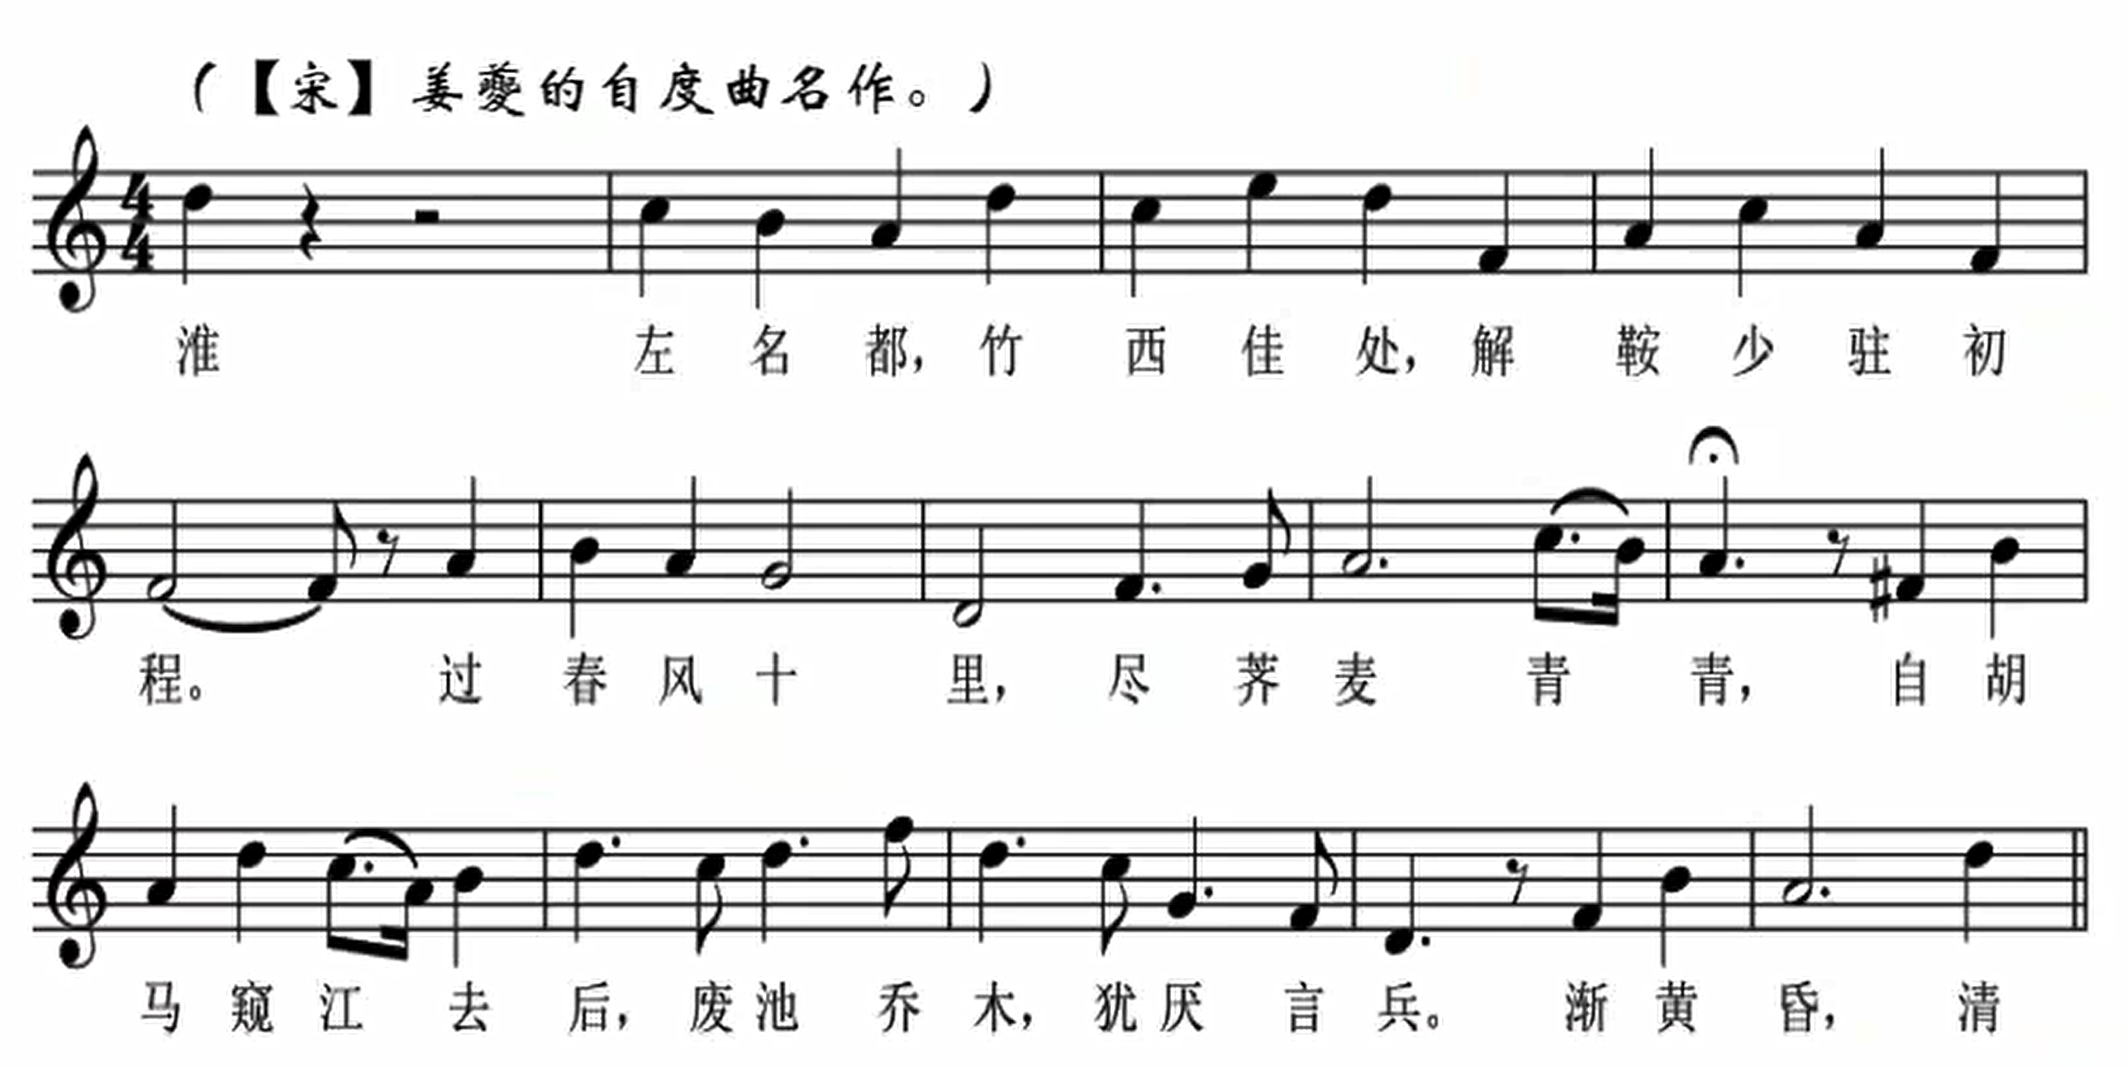 （【宋】姜夔的自度曲名作。）
4
4
淮 左 名 都，竹 西 佳 处，解 鞍 少 驻 初
程。 过 春 风 十 里， 尽 荠 麦 青 青， 自 胡
马 窥 江 去 后， 废 池 乔 木， 犹 厌 言 兵。 渐 黄 昏， 清